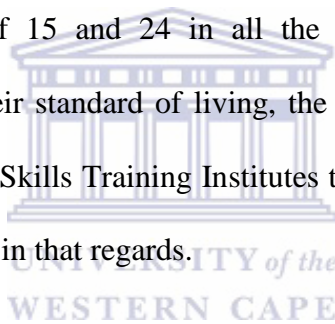 of 15 and 24 in all the
eir standard of living, the
Skills Training Institutes t
in that regards.
UNIVERSITY of the
WESTERN CAPE